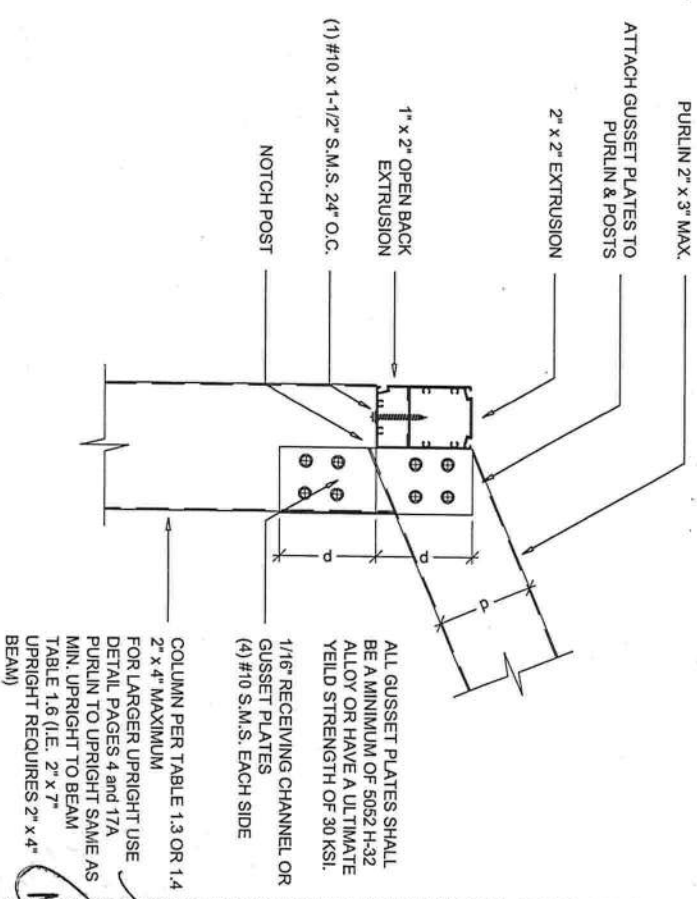 PURLIN 2" x 3" MAX.
ATTACH GUSSET PLATES TO
PURLIN & POSTS
2" x 2" EXTRUSION
1" x 2" OPEN BACK
EXTRUSION
(1) #10 x 1-1/2" S.M.S. 24" O.C.
NOTCH POST
d
d
d
ALL GUSSET PLATES SHALL
BE A MINIMUM OF 5052 H-32
ALLOY OR HAVE A ULTIMATE
YEILD STRENGTH OF 30 KSI.
1/16" RECEIVING CHANNEL OR
GUSSET PLATES
(4) #10 S.M.S. EACH SIDE
COLUMN PER TABLE 1.3 OR 1.4
2" x 4" MAXIMUM
FOR LARGER UPRIGHT USE
DETAIL PAGES 4 and 17A
PURLIN TO UPRIGHT SAME AS
MIN. UPRIGHT TO BEAM
TABLE 1.6 (I.E. 2" x 7"
UPRIGHT REQUIRES 2" x 4"
BEAM)